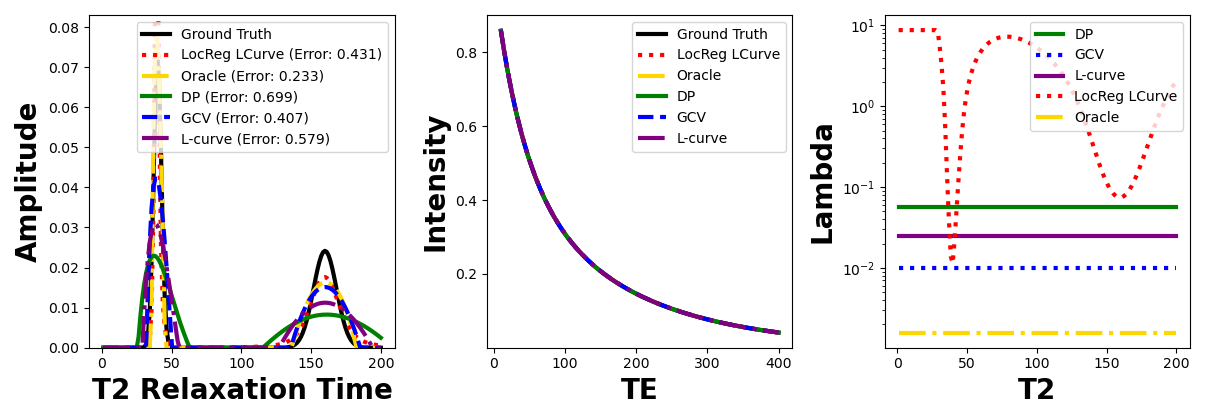 0.08
0.07
0.06
0.05
0.04
0.03
0.02
0.01
0.00
0
50
100
150
200
Amplitude
T2 Relaxation Time
Ground Truth
LocReg LCurve (Error: 0.431)
Oracle (Error: 0.233)
DP (Error: 0.699)
GCV (Error: 0.407)
L-curve (Error: 0.579)
0.8
0.6
0.4
0.2
0
100
200
300
400
Intensity
TE
Ground Truth
LocReg LCurve
Oracle
DP
GCV
L-curve
10¹
10⁰
10⁻¹
10⁻²
0
50
100
150
200
Lambda
T2
DP
GCV
L-curve
LocReg LCurve
Oracle